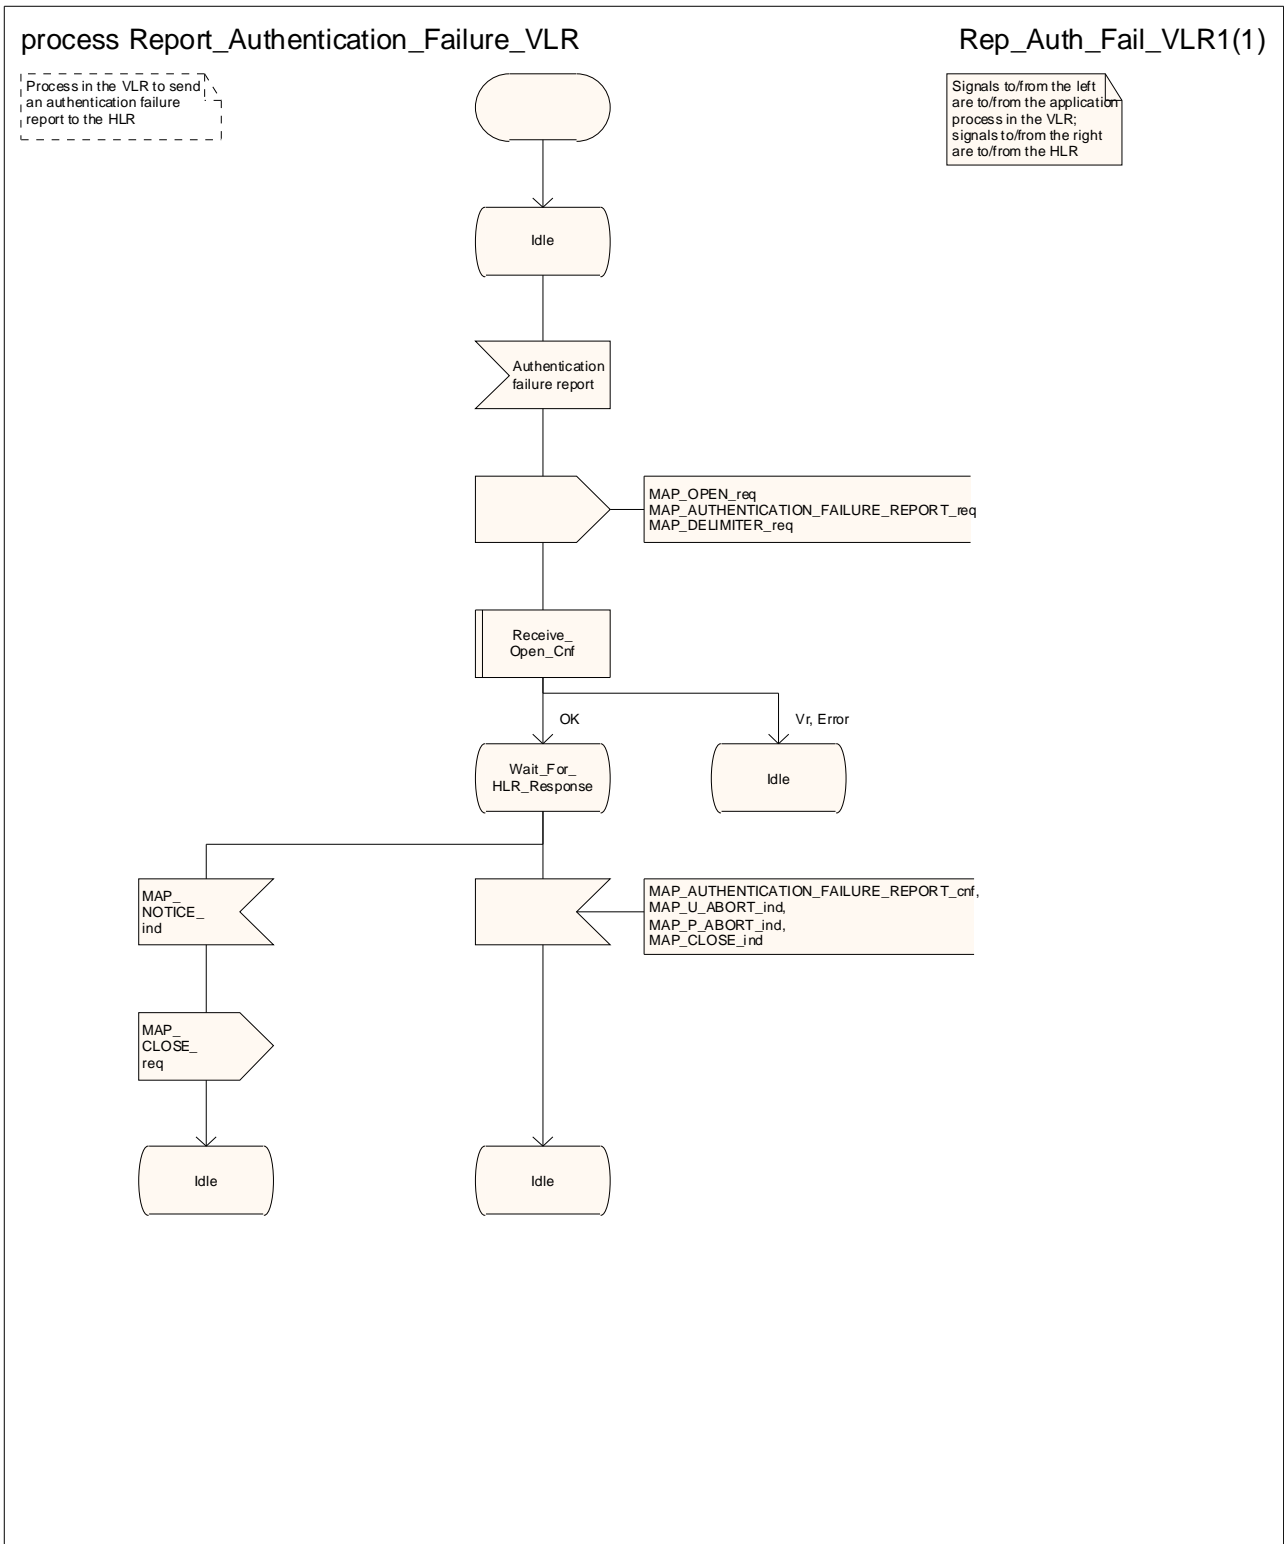 process Report_Authentication_Failure_VLR
Rep_Auth_Fail_VLR1(1)
Process in the VLR to send
an authentication failure
report to the HLR
Signals to/from the left
are to/from the application
process in the VLR;
signals to/from the right
are to/from the HLR
Idle
Authentication
failure report
MAP_OPEN_req
MAP_AUTHENTICATION_FAILURE_REPORT_req
MAP_DELIMITER_req
Receive_
Open_Cnf
OK
Vr, Error
Wait_For_
HLR_Response
Idle
MAP_
NOTICE_
ind
MAP_AUTHENTICATION_FAILURE_REPORT_cnf,
MAP_U_ABORT_ind,
MAP_P_ABORT_ind,
MAP_CLOSE_ind
MAP_
CLOSE_
req
Idle
Idle